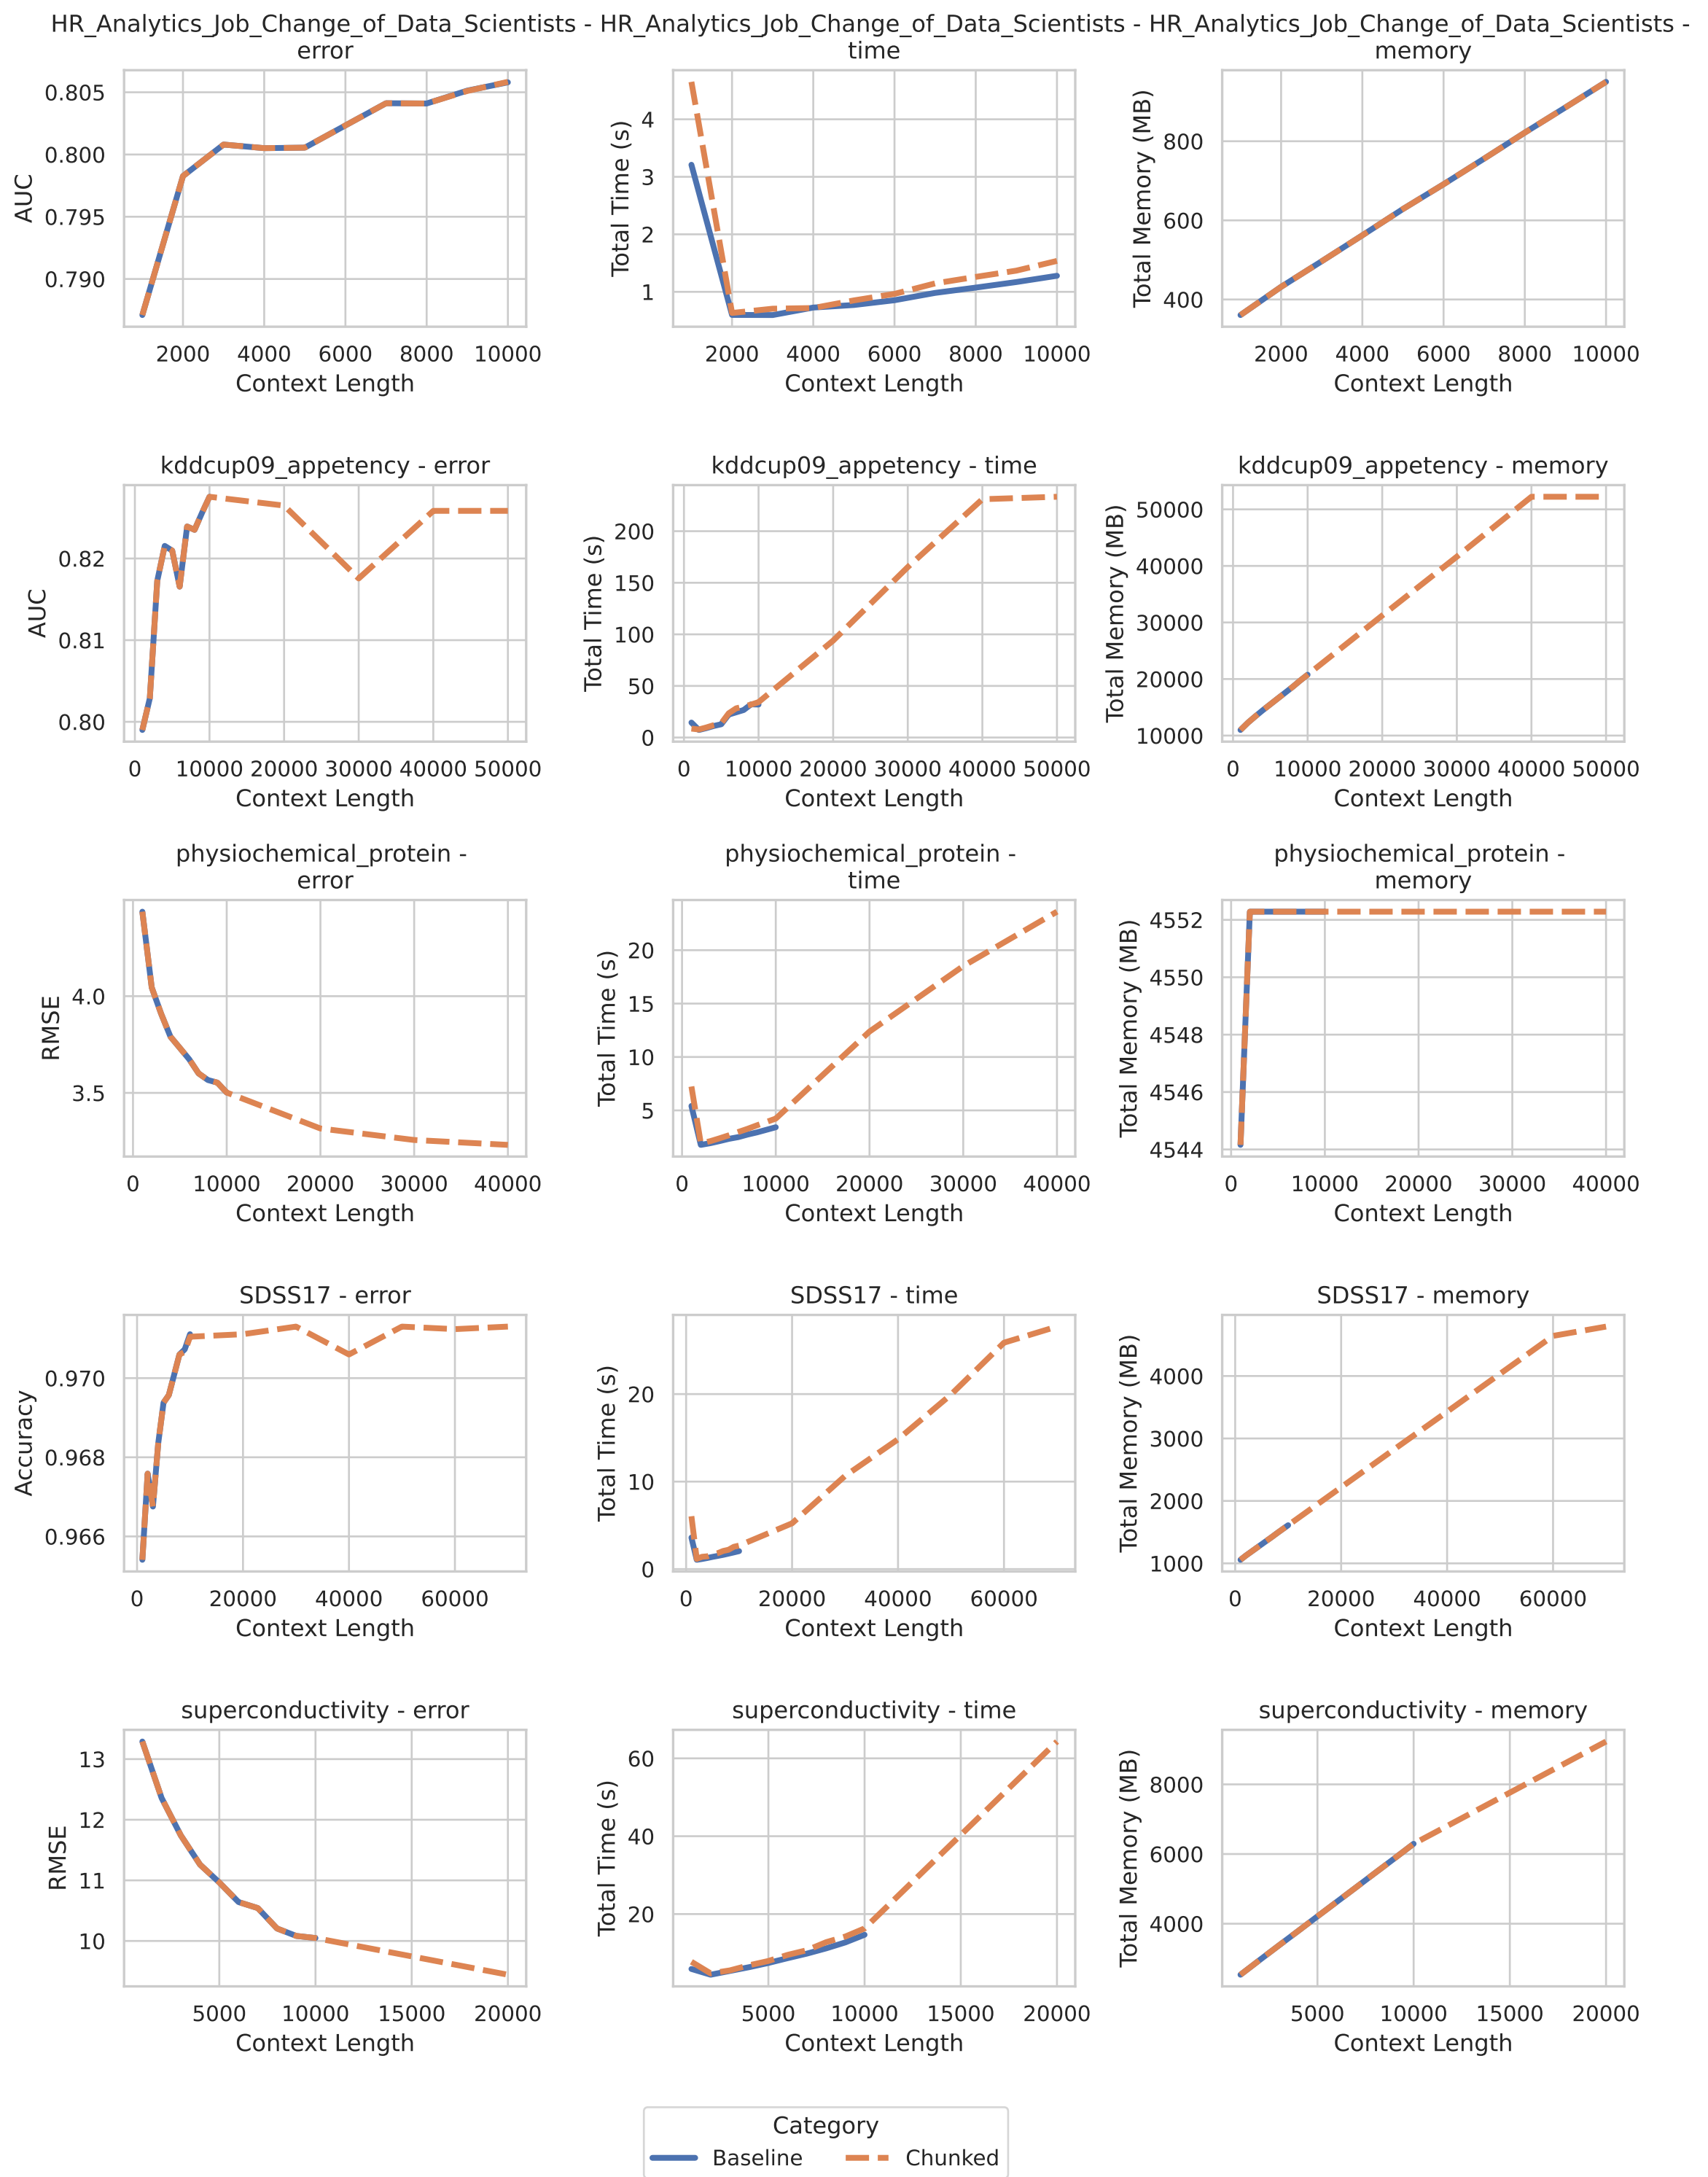 HR_Analytics_Job_Change_of_Data_Scientists -
error
AUC
0.805
0.800
0.795
0.790
2000 4000 6000 8000 10000
Context Length
HR_Analytics_Job_Change_of_Data_Scientists -
time
Total Time (s)
4
3
2
1
2000 4000 6000 8000 10000
Context Length
HR_Analytics_Job_Change_of_Data_Scientists -
memory
Total Memory (MB)
800
600
400
2000 4000 6000 8000 10000
Context Length
kddcup09_appetency - error
AUC
0.82
0.81
0.80
0 10000 20000 30000 40000 50000
Context Length
kddcup09_appetency - time
Total Time (s)
200
150
100
50
0
0 10000 20000 30000 40000 50000
Context Length
kddcup09_appetency - memory
Total Memory (MB)
50000
40000
30000
20000
10000
0 10000 20000 30000 40000 50000
Context Length
physiochemical_protein -
error
RMSE
4.0
3.5
0 10000 20000 30000 40000
Context Length
physiochemical_protein -
time
Total Time (s)
20
15
10
5
0 10000 20000 30000 40000
Context Length
physiochemical_protein -
memory
Total Memory (MB)
4552
4550
4548
4546
4544
0 10000 20000 30000 40000
Context Length
SDSS17 - error
Accuracy
0.970
0.968
0.966
0 20000 40000 60000
Context Length
SDSS17 - time
Total Time (s)
20
10
0
0 20000 40000 60000
Context Length
SDSS17 - memory
Total Memory (MB)
4000
3000
2000
1000
0 20000 40000 60000
Context Length
superconductivity - error
RMSE
13
12
11
10
5000 10000 15000 20000
Context Length
superconductivity - time
Total Time (s)
60
40
20
5000 10000 15000 20000
Context Length
superconductivity - memory
Total Memory (MB)
8000
6000
4000
5000 10000 15000 20000
Context Length
Category
Baseline Chunked